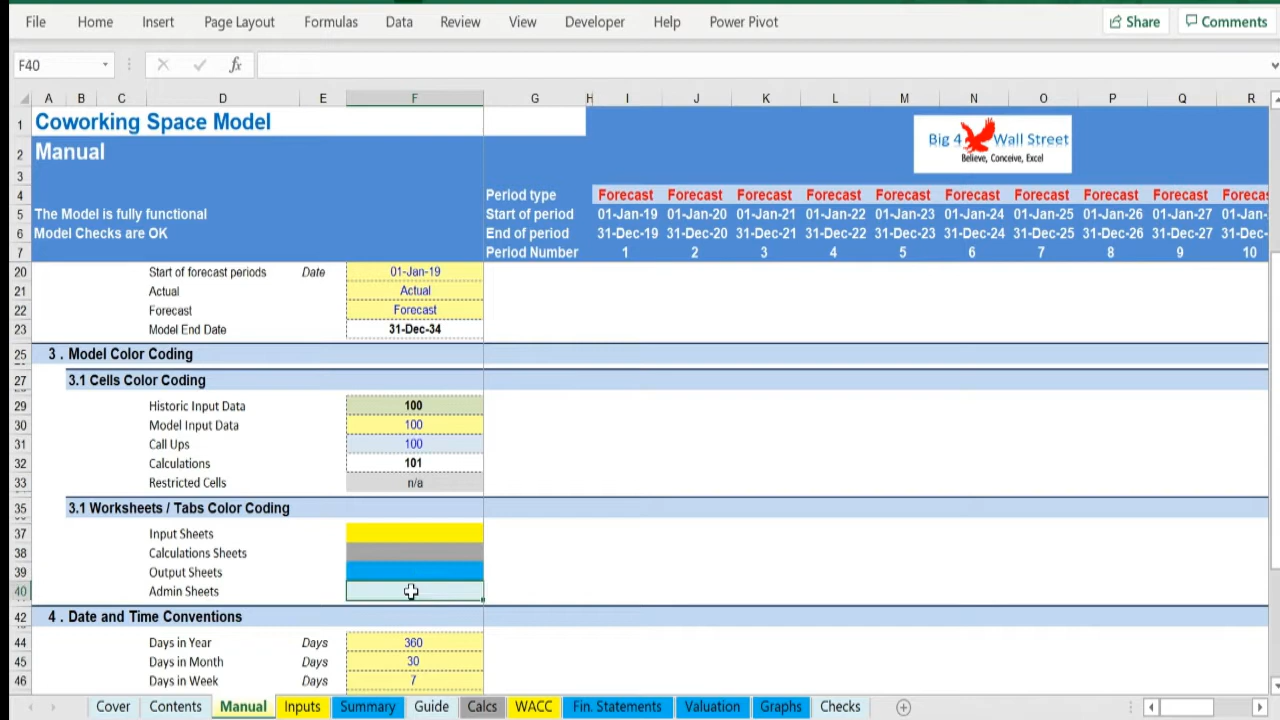 File Home Insert Page Layout Formulas Data Review View Developer Help Power Pivot Share Comments
F40 fx
A B C D E F G H I J K L M N O P Q R
1 Coworking Space Model
2 Manual
Big 4 Wall Street
Believe, Conceive, Excel
3
4 Period type Forecast Forecast Forecast Forecast Forecast Forecast Forecast Forecast Forecast Foreca
5 The Model is fully functional Start of period 01-Jan-19 01-Jan-20 01-Jan-21 01-Jan-22 01-Jan-23 01-Jan-24 01-Jan-25 01-Jan-26 01-Jan-27 01-Jan-
6 Model Checks are OK End of period 31-Dec-19 31-Dec-20 31-Dec-21 31-Dec-22 31-Dec-23 31-Dec-24 31-Dec-25 31-Dec-26 31-Dec-27 31-Dec-
7 Period Number 1 2 3 4 5 6 7 8 9 10
20 Start of forecast periods Date 01-Jan-19
21 Actual Actual
22 Forecast Forecast
23 Model End Date 31-Dec-34
25 3 . Model Color Coding
27 3.1 Cells Color Coding
29 Historic Input Data 100
30 Model Input Data 100
31 Call Ups 100
32 Calculations 101
33 Restricted Cells n/a
35 3.1 Worksheets / Tabs Color Coding
37 Input Sheets
38 Calculations Sheets
39 Output Sheets
40 Admin Sheets
42 4 . Date and Time Conventions
44 Days in Year Days 360
45 Days in Month Days 30
46 Days in Week Days 7
Cover Contents Manual Inputs Summary Guide Calcs WACC Fin. Statements Valuation Graphs Checks